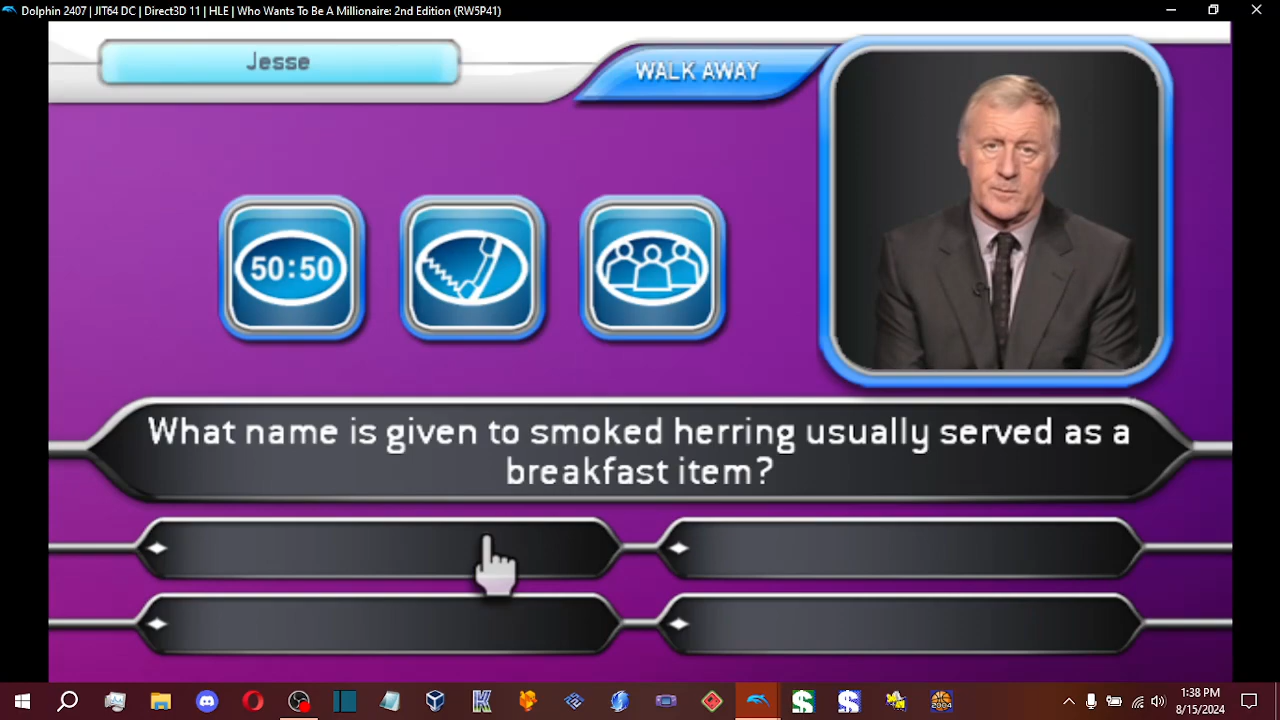 Dolphin 2407 | JIT64 DC | Direct3D 11 | HLE | Who Wants To Be A Millionaire: 2nd Edition (RW5P41)
Jesse
WALK AWAY
50:50
What name is given to smoked herring usually served as a
breakfast item?
1:38 PM
8/15/2024